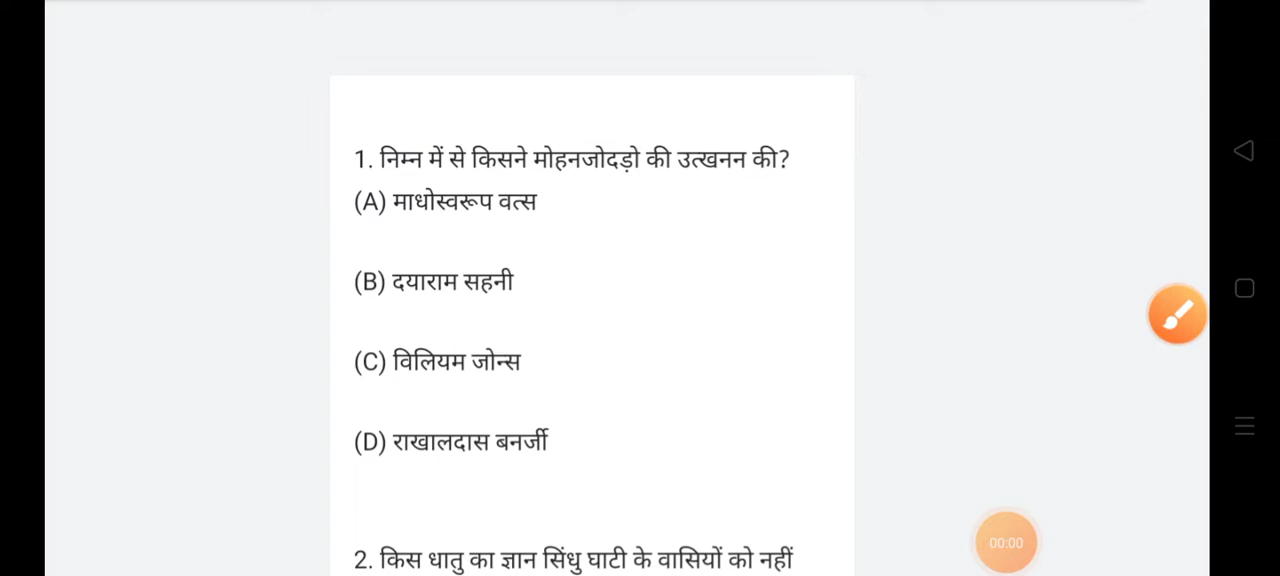 1. निम्न में से किसने मोहनजोदड़ो की उत्खनन की?
(A) माधोस्वरूप वत्स
(B) दयाराम सहनी
(C) विलियम जोन्स
(D) राखालदास बनर्जी
2. किस धातु का ज्ञान सिंधु घाटी के वासियों को नहीं
00:00